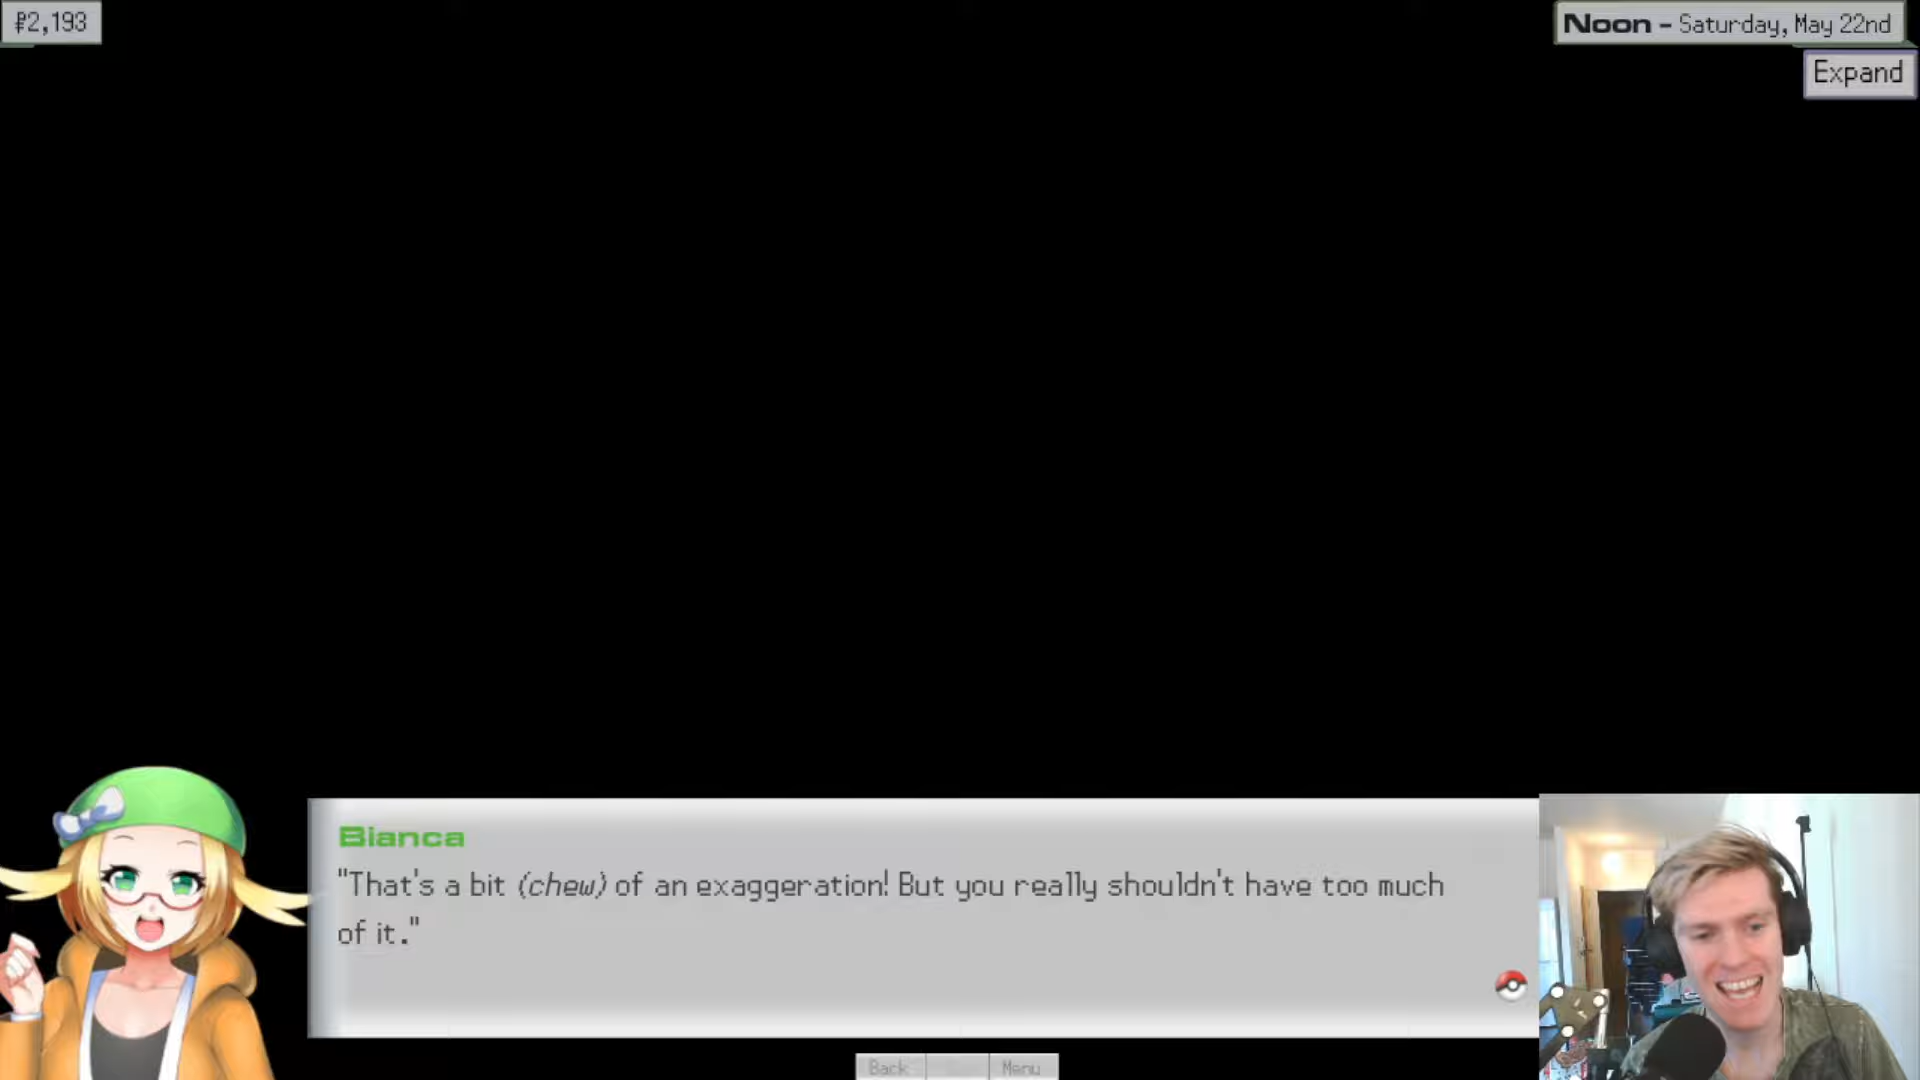 ₽2,193
Noon - Saturday, May 22nd
Expand
Bianca
"That's a bit (chew) of an exaggeration! But you really shouldn't have too much
of it."
Back Menu